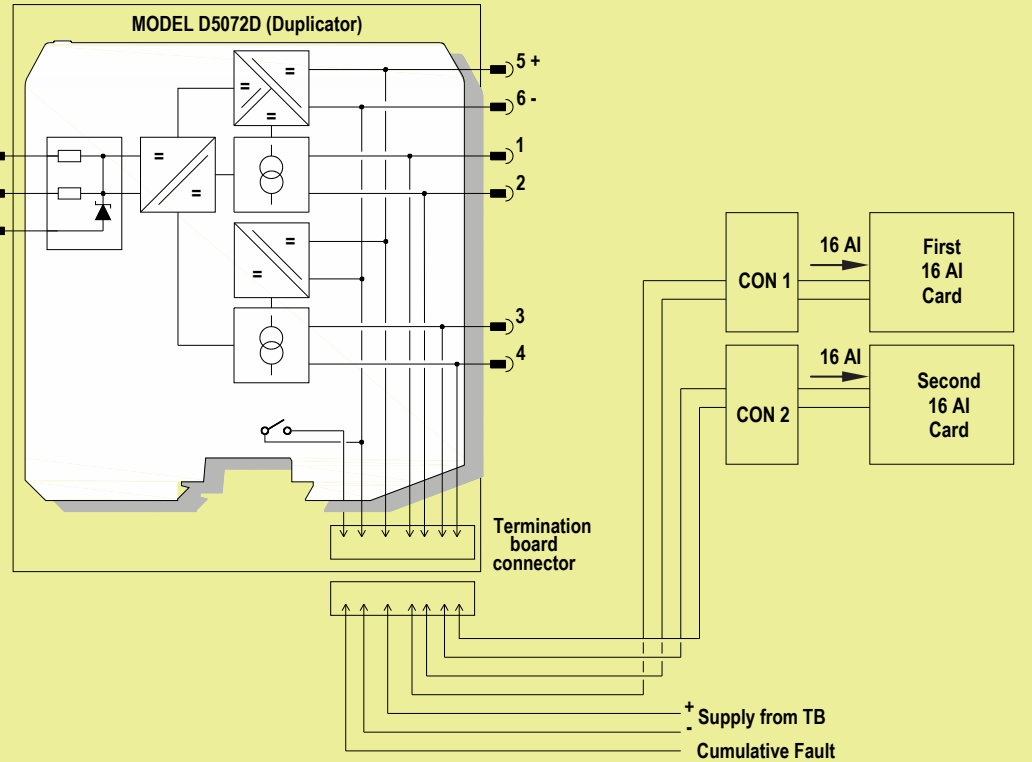 MODEL D5072D (Duplicator)
5 +
6 -
1
2
3
4
=
=
=
=
=
=
=
CON 1
16 AI
First
16 AI
Card
CON 2
16 AI
Second
16 AI
Card
Termination
board
connector
+
-
Supply from TB
Cumulative Fault